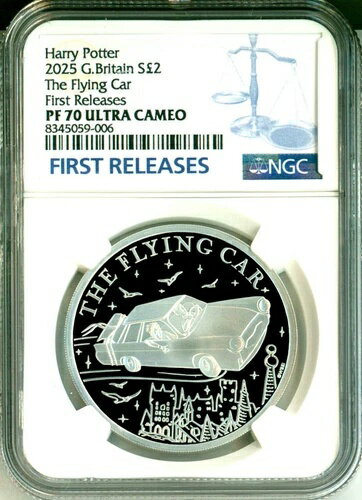 Harry Potter
2025 G.Britain S£2
The Flying Car
First Releases
PF 70 ULTRA CAMEO
8345059-006
FIRST RELEASES
NGC
THE FLYING CAR